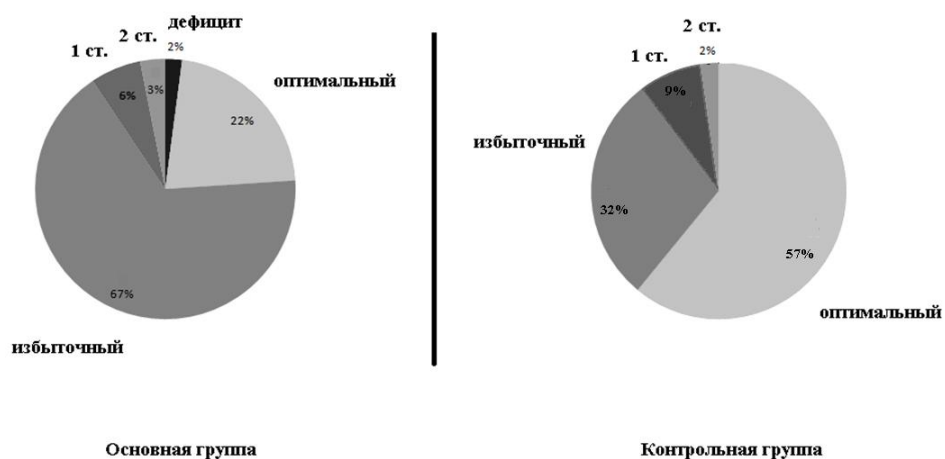 дефицит
2 ст.
1 ст.
2%
3%
6%
оптимальный
22%
67%
избыточный
Основная группа
2 ст.
1 ст.
2%
9%
избыточный
32%
57%
оптимальный
Контрольная группа